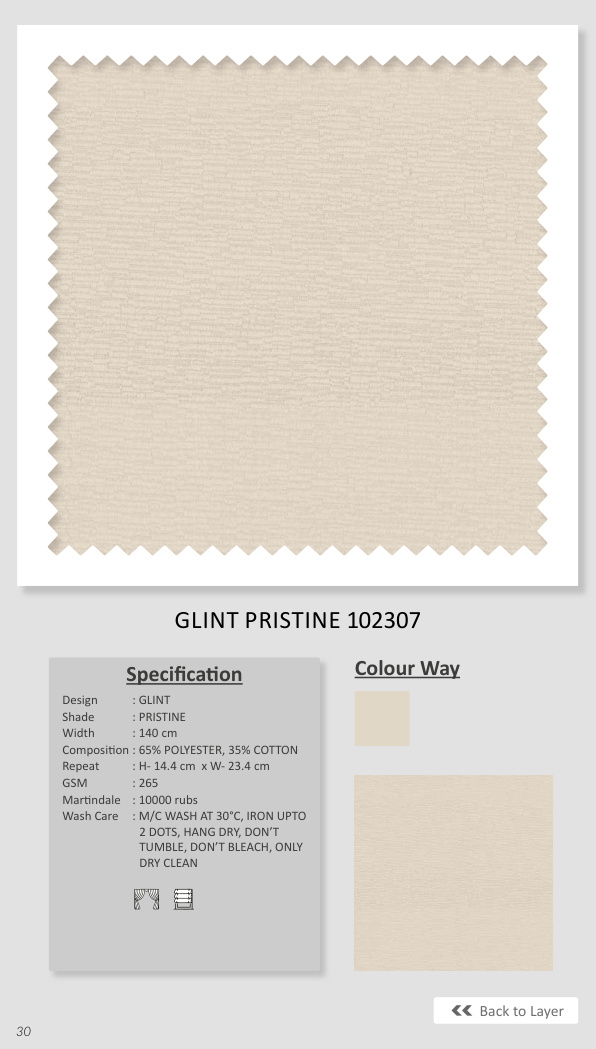 GLINT PRISTINE 102307
Specification
Design : GLINT
Shade : PRISTINE
Width : 140 cm
Composition : 65% POLYESTER, 35% COTTON
Repeat : H- 14.4 cm x W- 23.4 cm
GSM : 265
Martindale : 10000 rubs
Wash Care : M/C WASH AT 30°C, IRON UPTO
2 DOTS, HANG DRY, DON'T
TUMBLE, DON'T BLEACH, ONLY
DRY CLEAN
Colour Way
Back to Layer
30